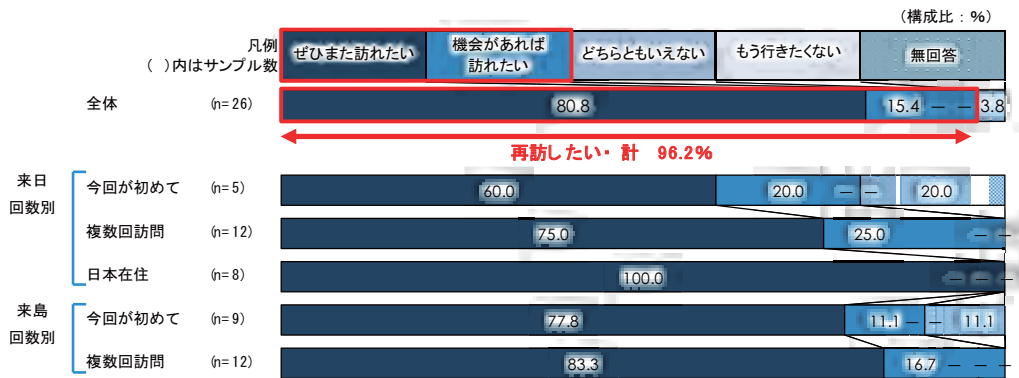 (構成比：%)
凡例
( )内はサンプル数
ぜひまた訪れたい
機会があれば
訪れたい
どちらともいえない
もう行きたくない
無回答
全体 (n=26) 80.8 15.4 — — 3.8
再訪したい・計 96.2%
来日
回数別
今回が初めて (n=5) 60.0 20.0 — — 20.0
複数回訪問 (n=12) 75.0 25.0 — — —
日本在住 (n=8) 100.0 — — — —
来島
回数別
今回が初めて (n=9) 77.8 11.1 — — 11.1
複数回訪問 (n=12) 83.3 16.7 — — —